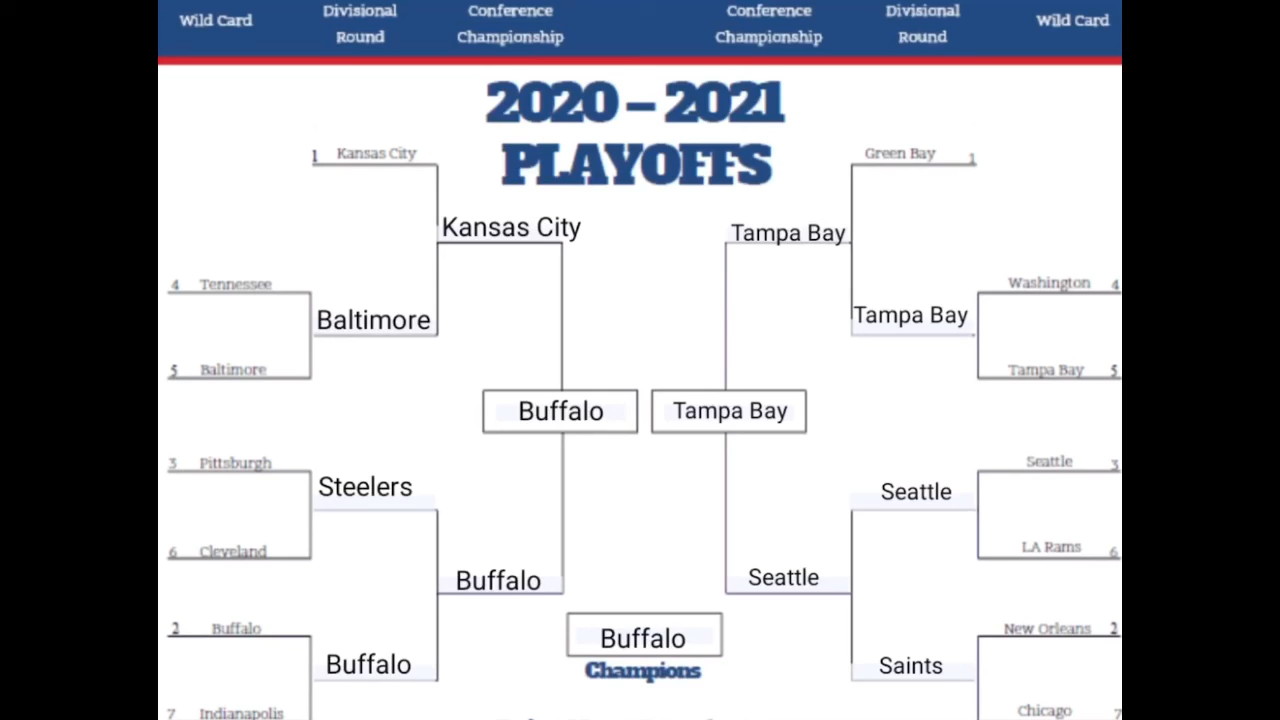 Wild Card
Divisional
Round
Conference
Championship
Conference
Championship
Divisional
Round
Wild Card
2020 – 2021
PLAYOFFS
1 Kansas City
Green Bay 1
Kansas City
Tampa Bay
4 Tennessee
Washington 4
Baltimore
Tampa Bay
5 Baltimore
Tampa Bay 5
Buffalo
Tampa Bay
3 Pittsburgh
Seattle 3
Steelers
Seattle
6 Cleveland
LA Rams 6
Buffalo
Seattle
2 Buffalo
New Orleans 2
Buffalo
Champions
Buffalo
Saints
7 Indianapolis
Chicago 7